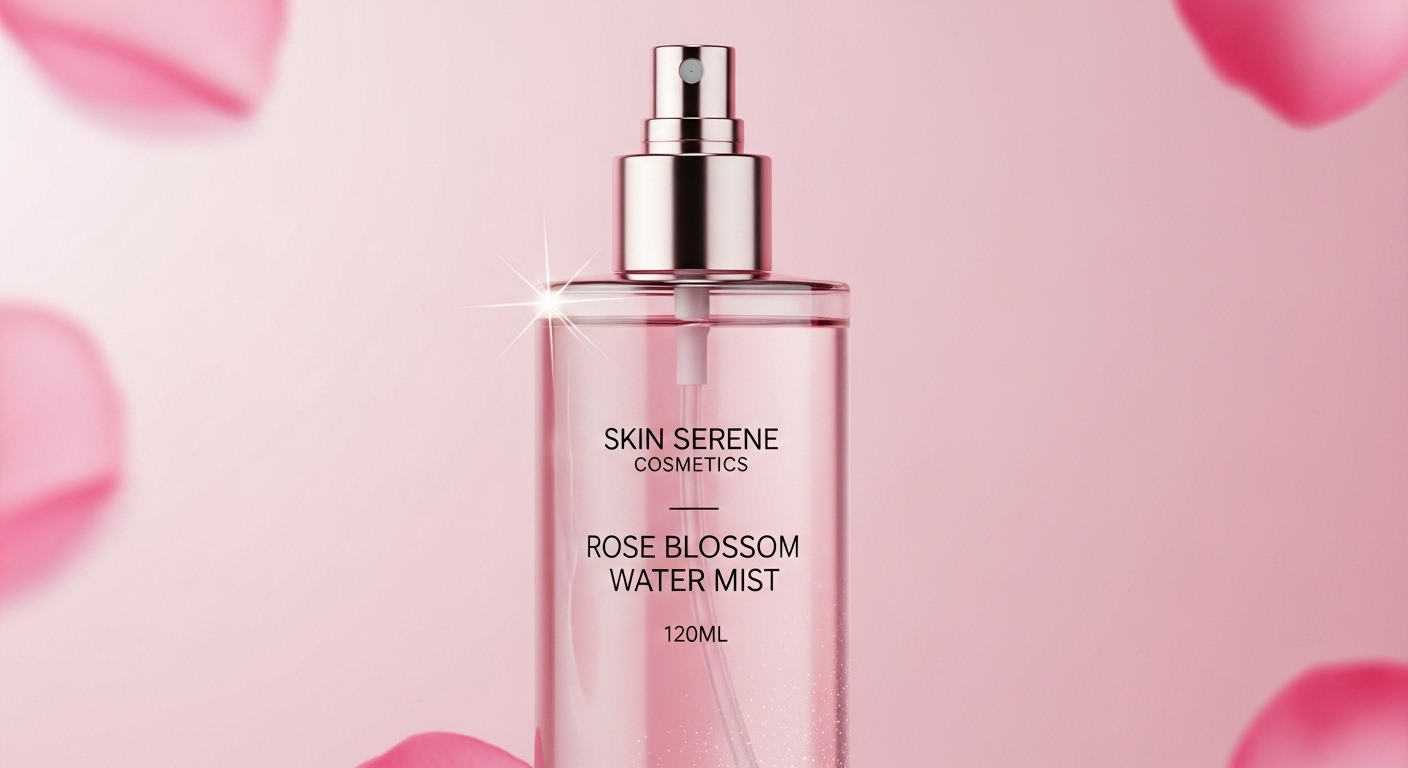 SKIN SERENE
COSMETICS
ROSE BLOSSOM
WATER MIST
120ML